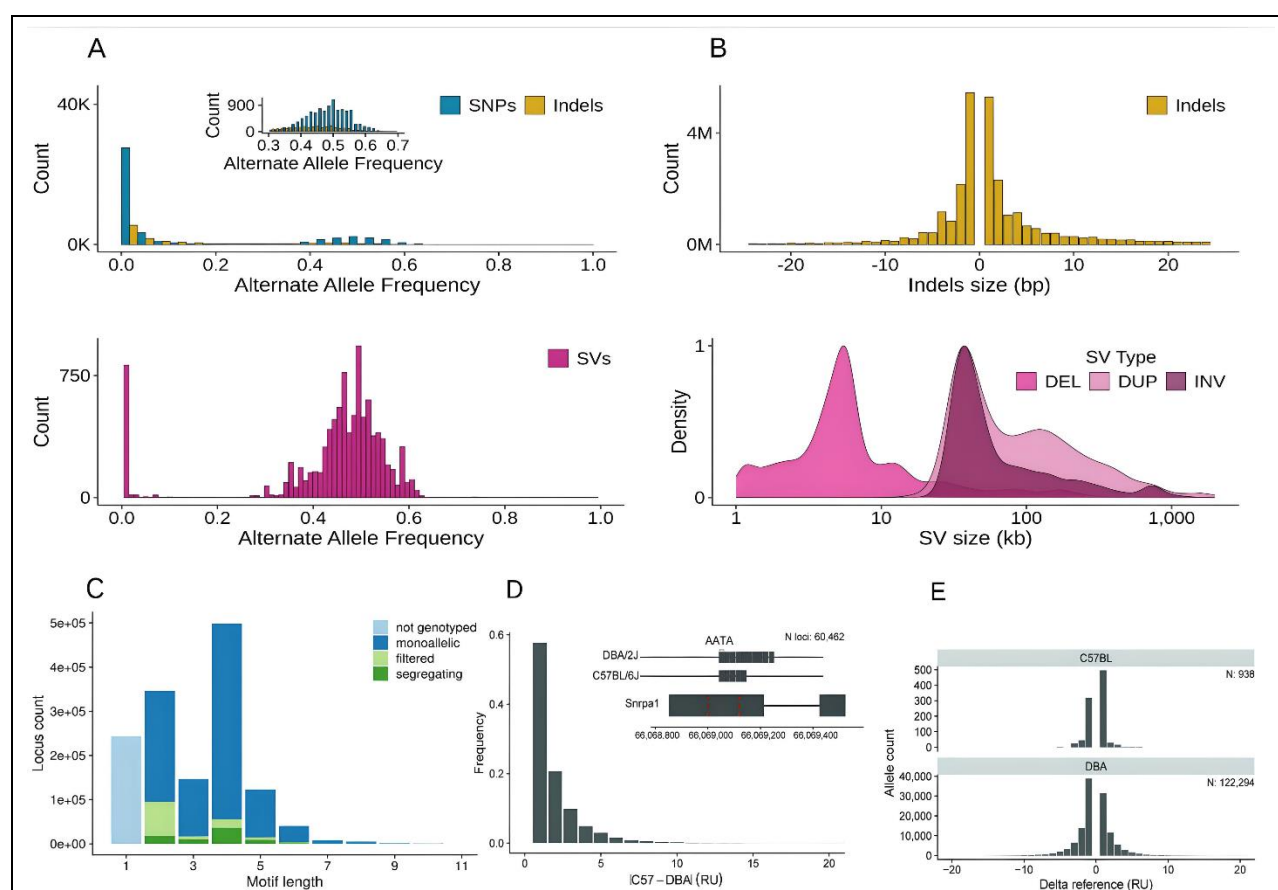 A
40K
0K
Count
900
0
Count
0.3 0.4 0.5 0.6 0.7
Alternate Allele Frequency
SNPs Indels
0.0 0.2 0.4 0.6 0.8 1.0
Alternate Allele Frequency
750
0
Count
SVs
0.0 0.2 0.4 0.6 0.8 1.0
Alternate Allele Frequency
B
4M
0M
Count
Indels
-20 -10 0 10 20
Indels size (bp)
1
0
Density
SV Type
DEL DUP INV
1 10 100 1,000
SV size (kb)
C
5e+05
4e+05
3e+05
2e+05
1e+05
0e+00
Locus count
not genotyped
monoallelic
filtered
segregating
1 3 5 7 9 11
Motif length
D
0.6
0.4
0.2
0.0
Frequency
AATA
N loci: 60,462
DBA/2J
C57BL/6J
Snrpa1
66,068,800 66,069,000 66,069,200 66,069,400
0 5 10 15 20
|C57 – DBA| (RU)
E
C57BL
N: 938
500
400
300
200
100
0
Allele count
DBA
N: 122,294
40,000
30,000
20,000
10,000
0
-20 -10 0 10 20
Delta reference (RU)